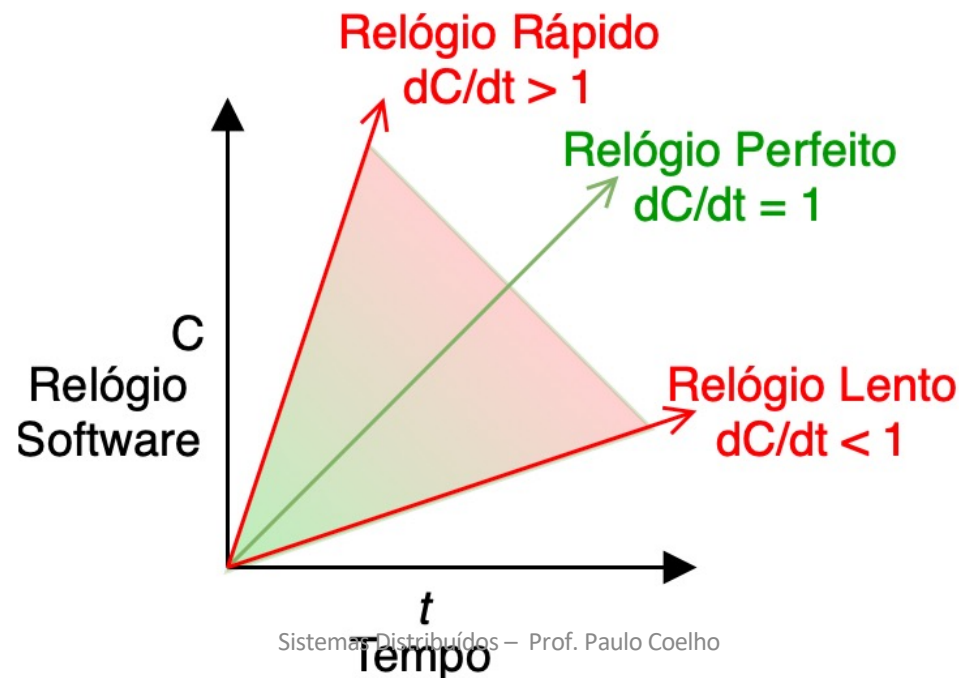 Relógio Rápido
dC/dt > 1
Relógio Perfeito
dC/dt = 1
C
Relógio
Software
Relógio Lento
dC/dt < 1
t
Tempo
Sistemas Distribuídos – Prof. Paulo Coelho